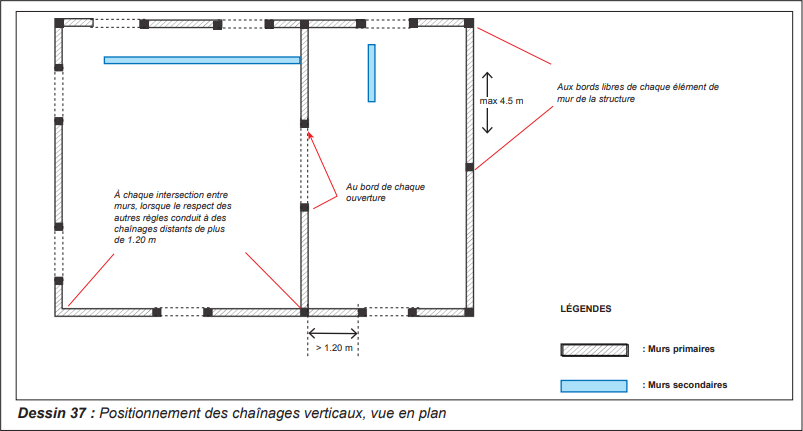 Aux bords libres de chaque élément de
mur de la structure
max 4.5 m
Au bord de chaque
ouverture
À chaque intersection entre
murs, lorsque le respect des
autres règles conduit à des
chaînages distants de plus
de 1.20 m
> 1.20 m
LÉGENDES
: Murs primaires
: Murs secondaires
Dessin 37 : Positionnement des chaînages verticaux, vue en plan